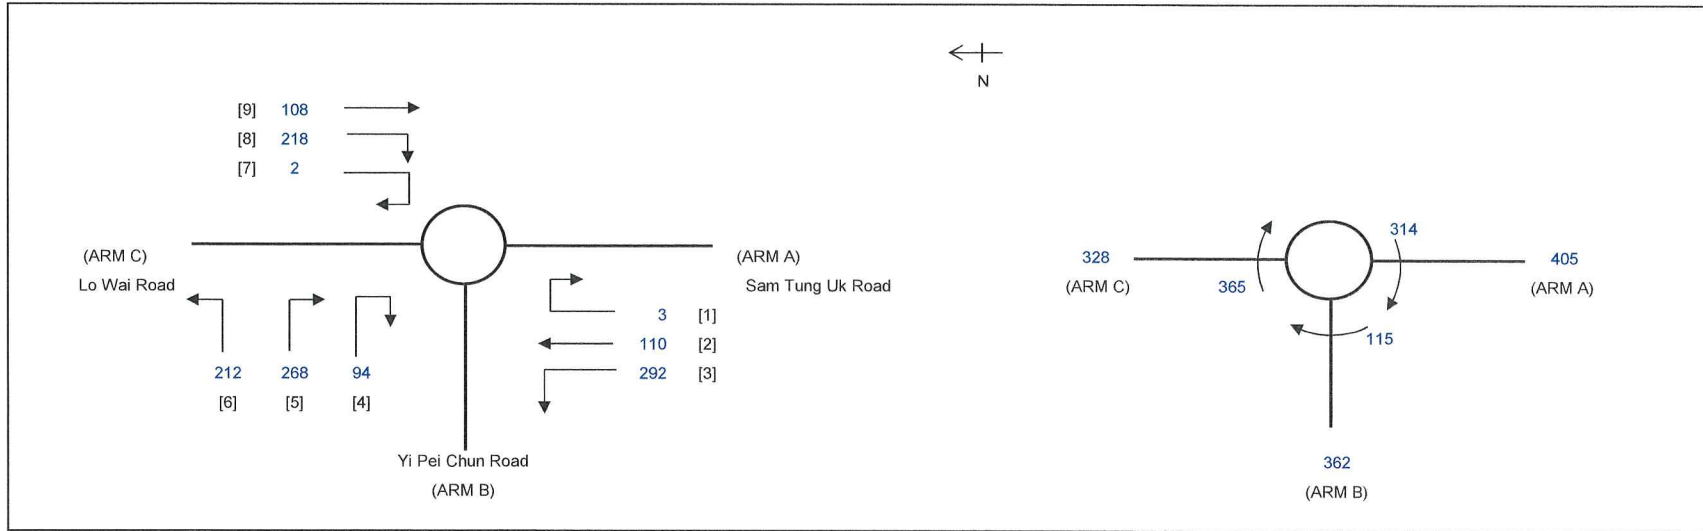 N
[9] 108
[8] 218
[7] 2
(ARM C)
Lo Wai Road
(ARM A)
Sam Tung Uk Road
3 [1]
110 [2]
292 [3]
212 268 94
[6] [5] [4]
Yi Pei Chun Road
(ARM B)
314
328
(ARM C)
365
405
(ARM A)
115
362
(ARM B)